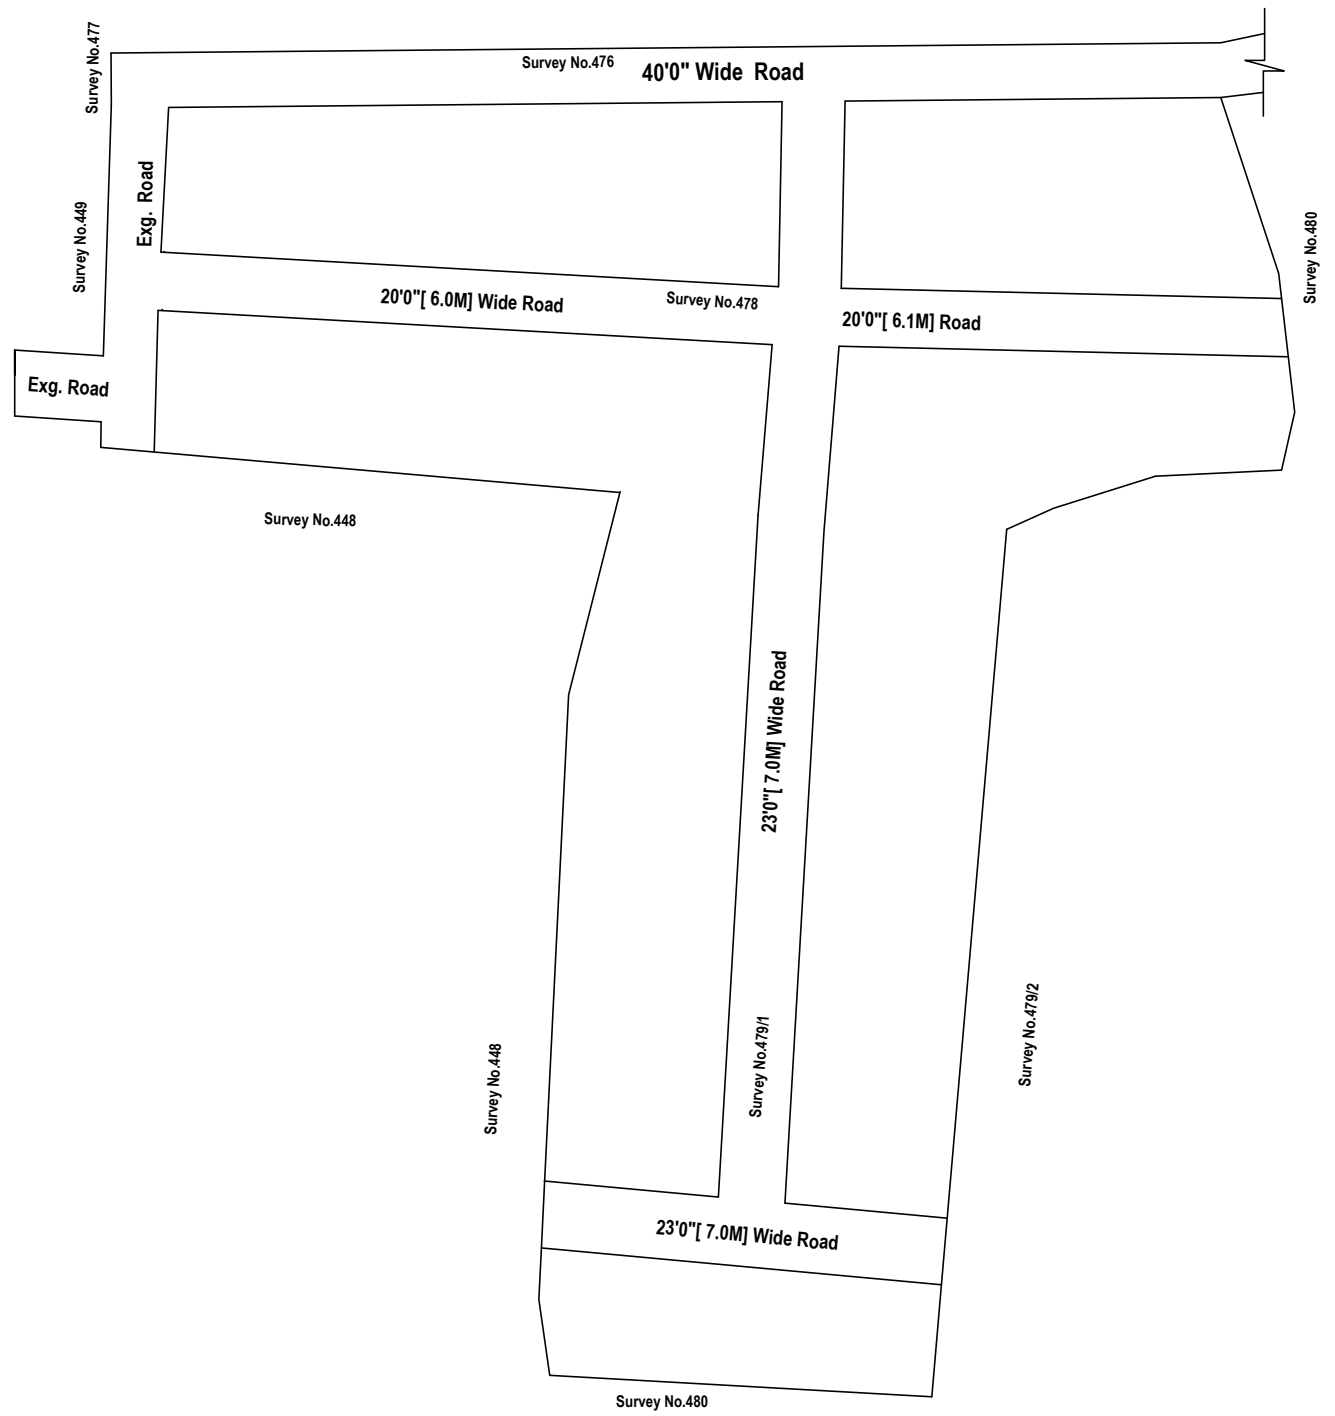 Survey No.477
Survey No.476
40'0" Wide Road
Exg. Road
Survey No.449
Survey No.480
20'0"[ 6.0M] Wide Road
Survey No.478
20'0"[ 6.1M] Road
Exg. Road
Survey No.448
23'0"[ 7.0M] Wide Road
Survey No.479/2
Survey No.479/1
Survey No.448
23'0"[ 7.0M] Wide Road
Survey No.480